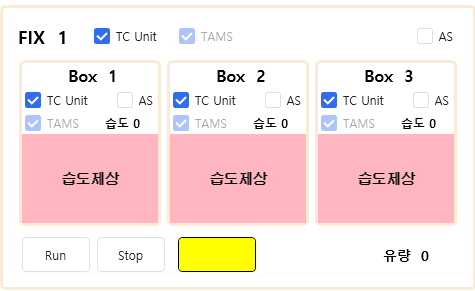 FIX 1 TC Unit TAMS AS
Box 1 Box 2 Box 3
TC Unit AS TC Unit AS TC Unit AS
TAMS 습도 0 TAMS 습도 0 TAMS 습도 0
습도제상 습도제상 습도제상
Run Stop 유량 0